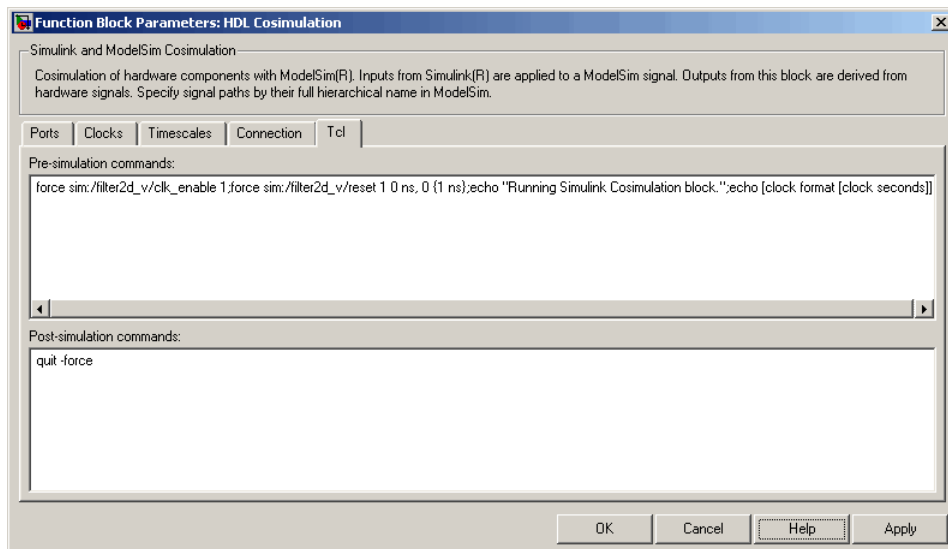 Function Block Parameters: HDL Cosimulation
Simulink and ModelSim Cosimulation
Cosimulation of hardware components with ModelSim(R). Inputs from Simulink(R) are applied to a ModelSim signal. Outputs from this block are derived from
hardware signals. Specify signal paths by their full hierarchical name in ModelSim.
Ports Clocks Timescales Connection Tcl
Pre-simulation commands:
force sim:/filter2d_v/clk_enable 1;force sim:/filter2d_v/reset 1 0 ns, 0 {1 ns};echo "Running Simulink Cosimulation block.";echo [clock format [clock seconds]]
Post-simulation commands:
quit -force
OK Cancel Help Apply